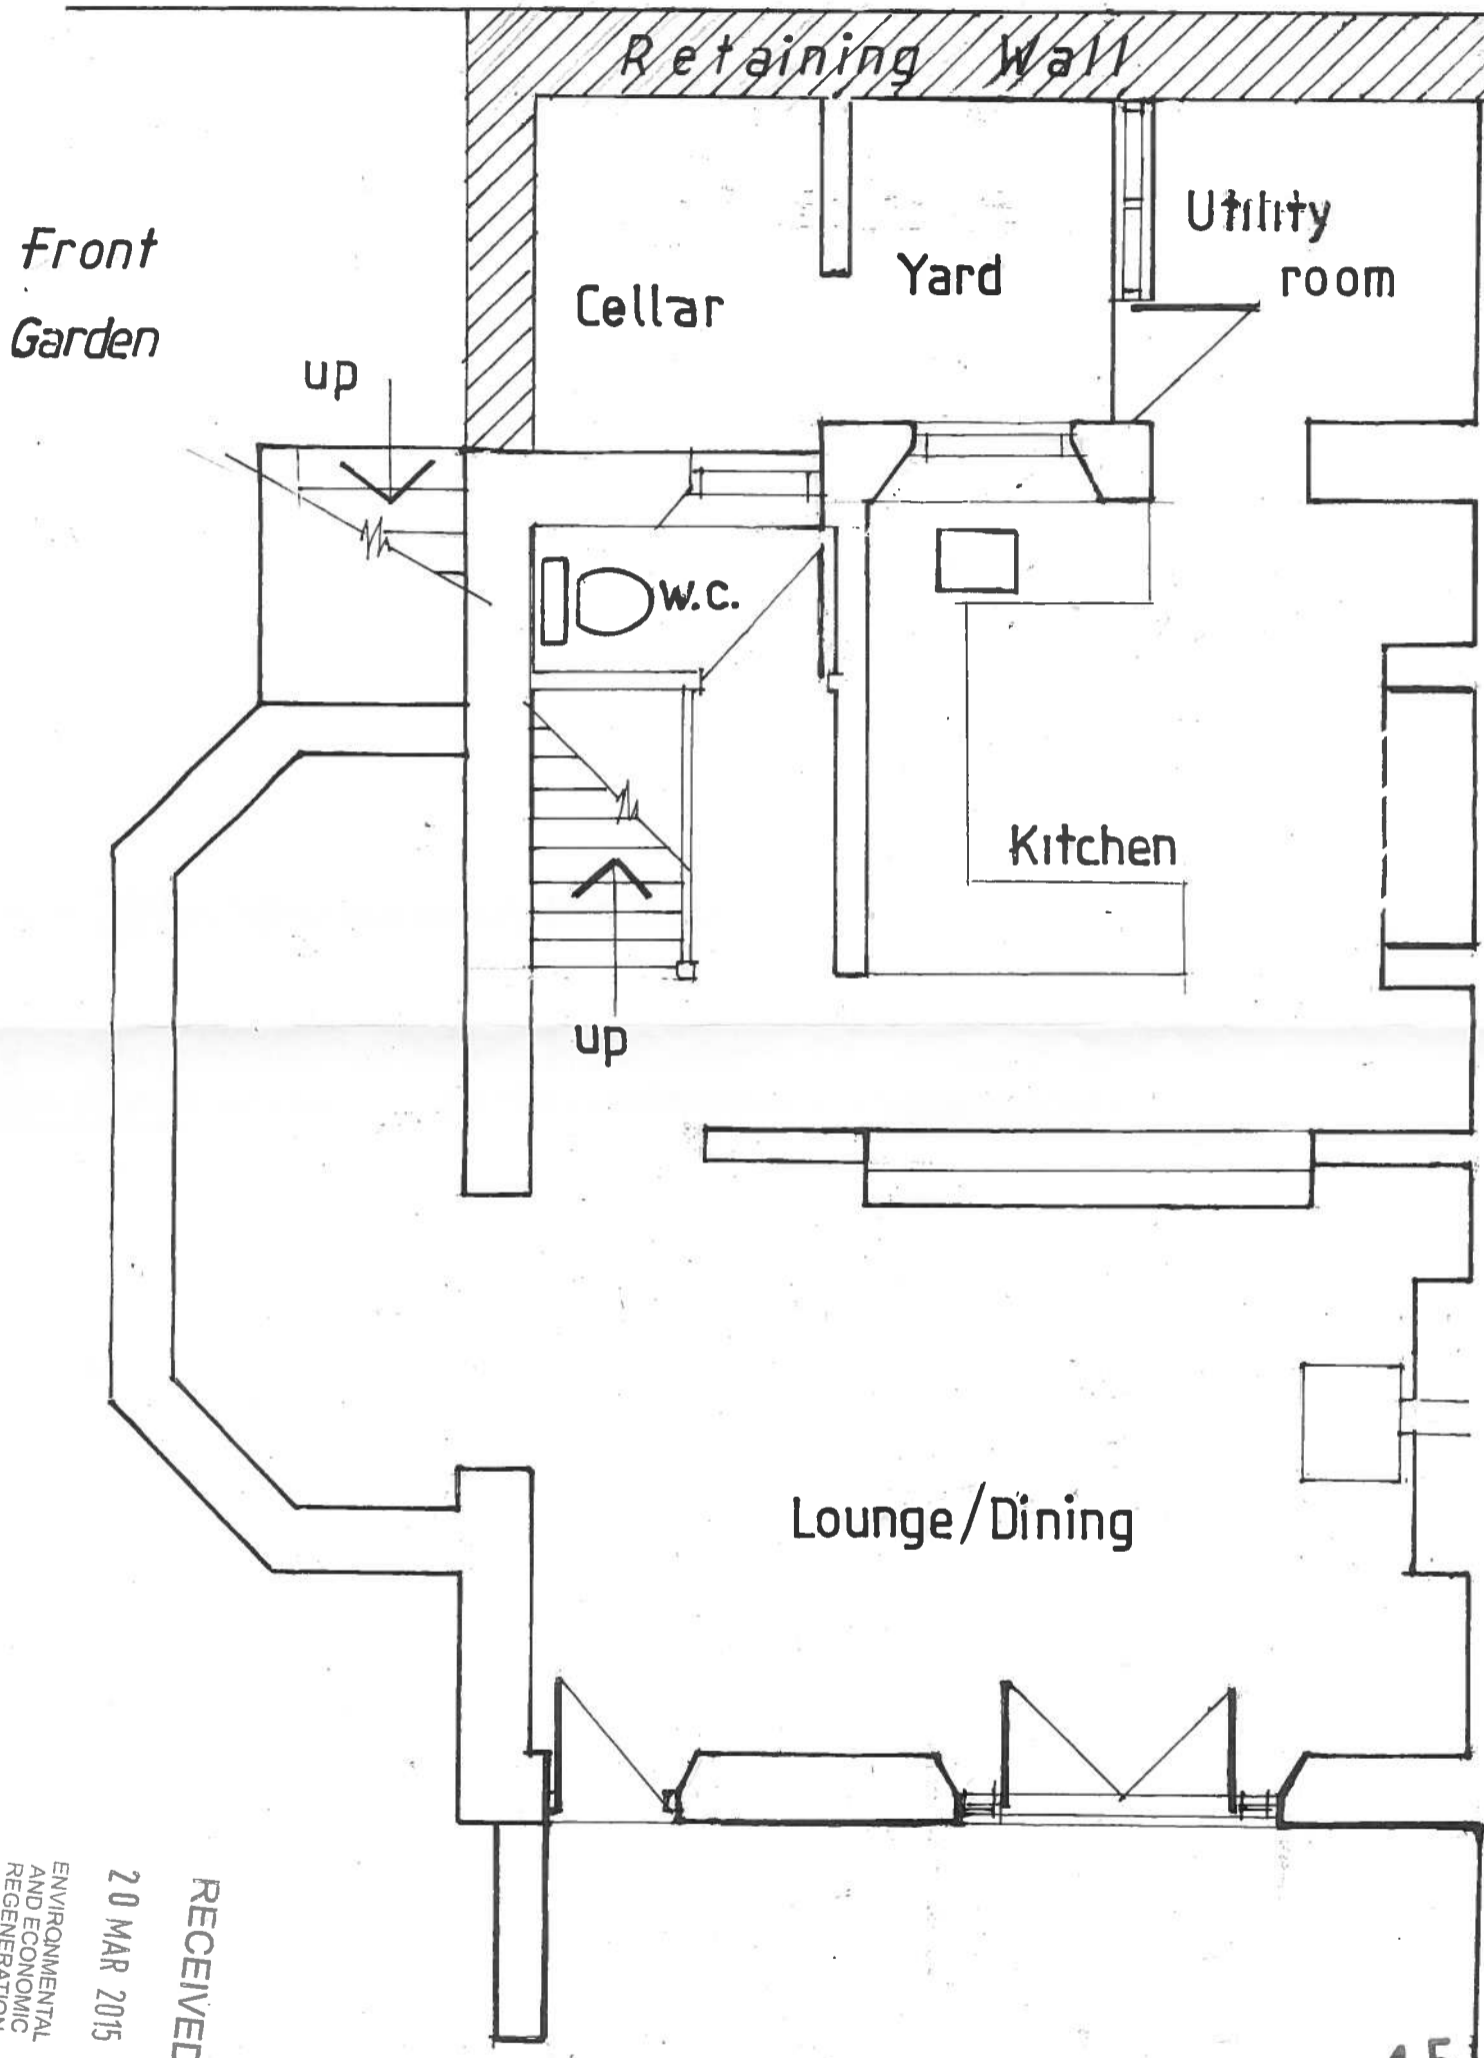 Retaining Wall
Front
Garden
up
Cellar
Yard
Utility
room
w.c.
Kitchen
up
Lounge/Dining
RECEIVED
20 MAR 2015
ENVIRONMENTAL
AND ECONOMIC
REGENERATION